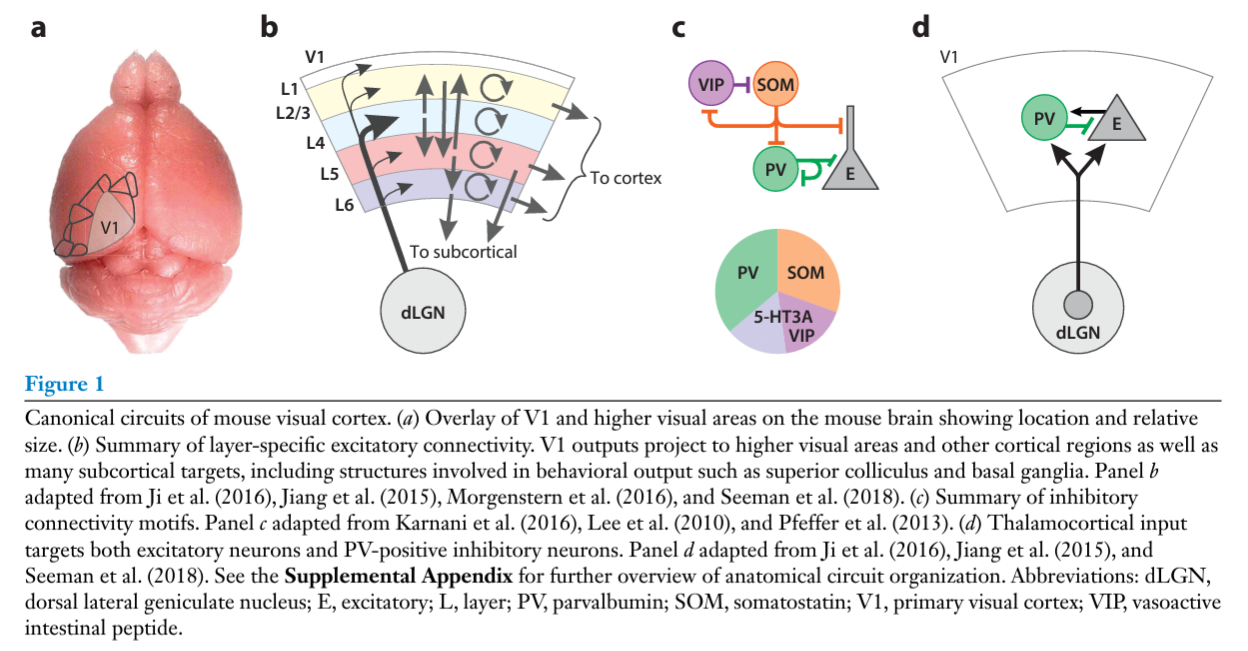 a
b
c
d
V1
V1
L1
L2/3
L4
L5
L6
To cortex
To subcortical
dLGN
VIP
SOM
PV
E
PV
SOM
5-HT3A
VIP
V1
PV
E
dLGN
Figure 1
Canonical circuits of mouse visual cortex. (a) Overlay of V1 and higher visual areas on the mouse brain showing location and relative
size. (b) Summary of layer-specific excitatory connectivity. V1 outputs project to higher visual areas and other cortical regions as well as
many subcortical targets, including structures involved in behavioral output such as superior colliculus and basal ganglia. Panel b
adapted from Ji et al. (2016), Jiang et al. (2015), Morgenstern et al. (2016), and Seeman et al. (2018). (c) Summary of inhibitory
connectivity motifs. Panel c adapted from Karnani et al. (2016), Lee et al. (2010), and Pfeffer et al. (2013). (d) Thalamocortical input
targets both excitatory neurons and PV-positive inhibitory neurons. Panel d adapted from Ji et al. (2016), Jiang et al. (2015), and
Seeman et al. (2018). See the Supplemental Appendix for further overview of anatomical circuit organization. Abbreviations: dLGN,
dorsal lateral geniculate nucleus; E, excitatory; L, layer; PV, parvalbumin; SOM, somatostatin; V1, primary visual cortex; VIP, vasoactive
intestinal peptide.